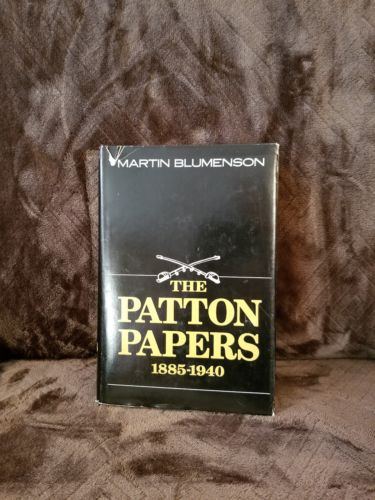 MARTIN BLUMENSON
THE
PATTON
PAPERS
1885-1940